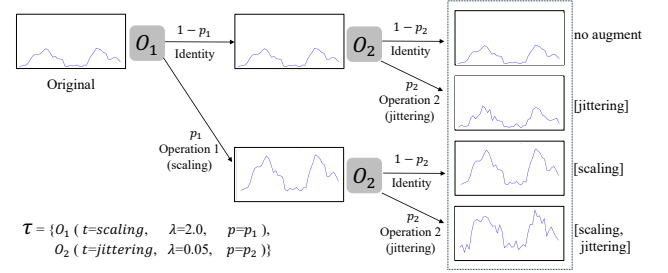 O1
1 − p1
Identity
O2
1 − p2
Identity
no augment
Original
p2
Operation 2
(jittering)
[jittering]
p1
Operation 1
(scaling)
O2
1 − p2
Identity
[scaling]
p2
Operation 2
(jittering)
[scaling,
jittering]
τ = {O1 ( t=scaling, λ=2.0, p=p1 ),
O2 ( t=jittering, λ=0.05, p=p2 )}